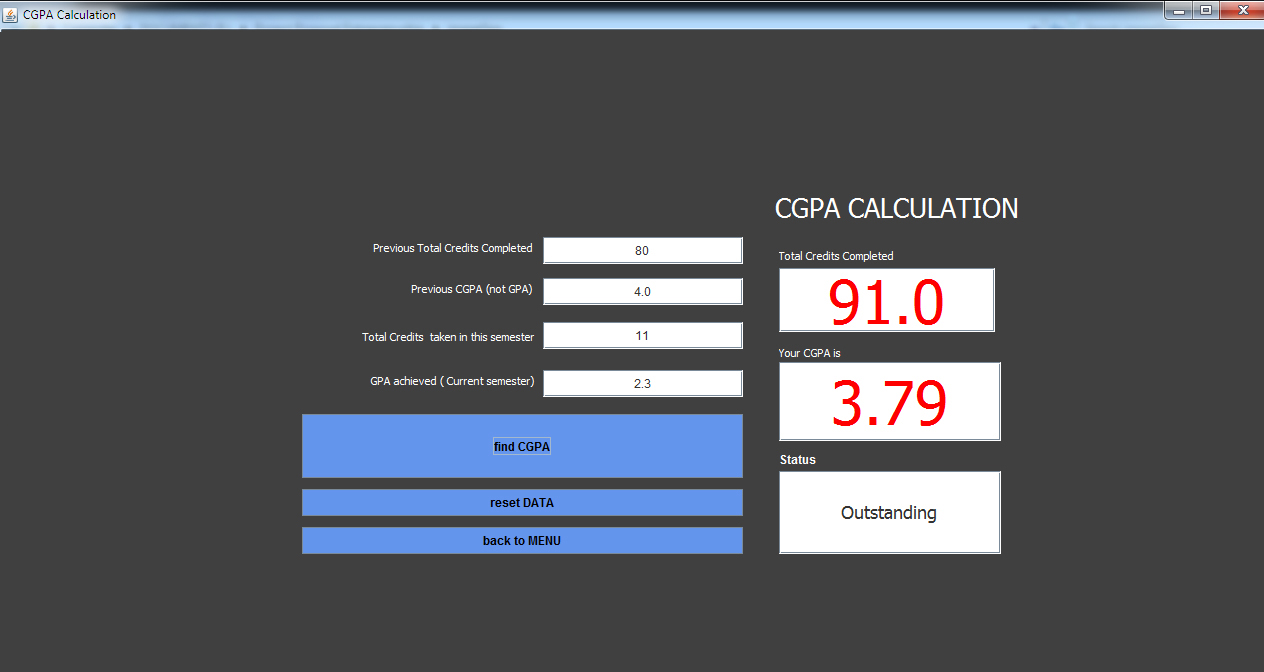 CGPA Calculation
CGPA CALCULATION
Previous Total Credits Completed 80
Previous CGPA (not GPA) 4.0
Total Credits  taken in this semester 11
GPA achieved ( Current semester) 2.3
find CGPA
reset DATA
back to MENU
Total Credits Completed
91.0
Your CGPA is
3.79
Status
Outstanding